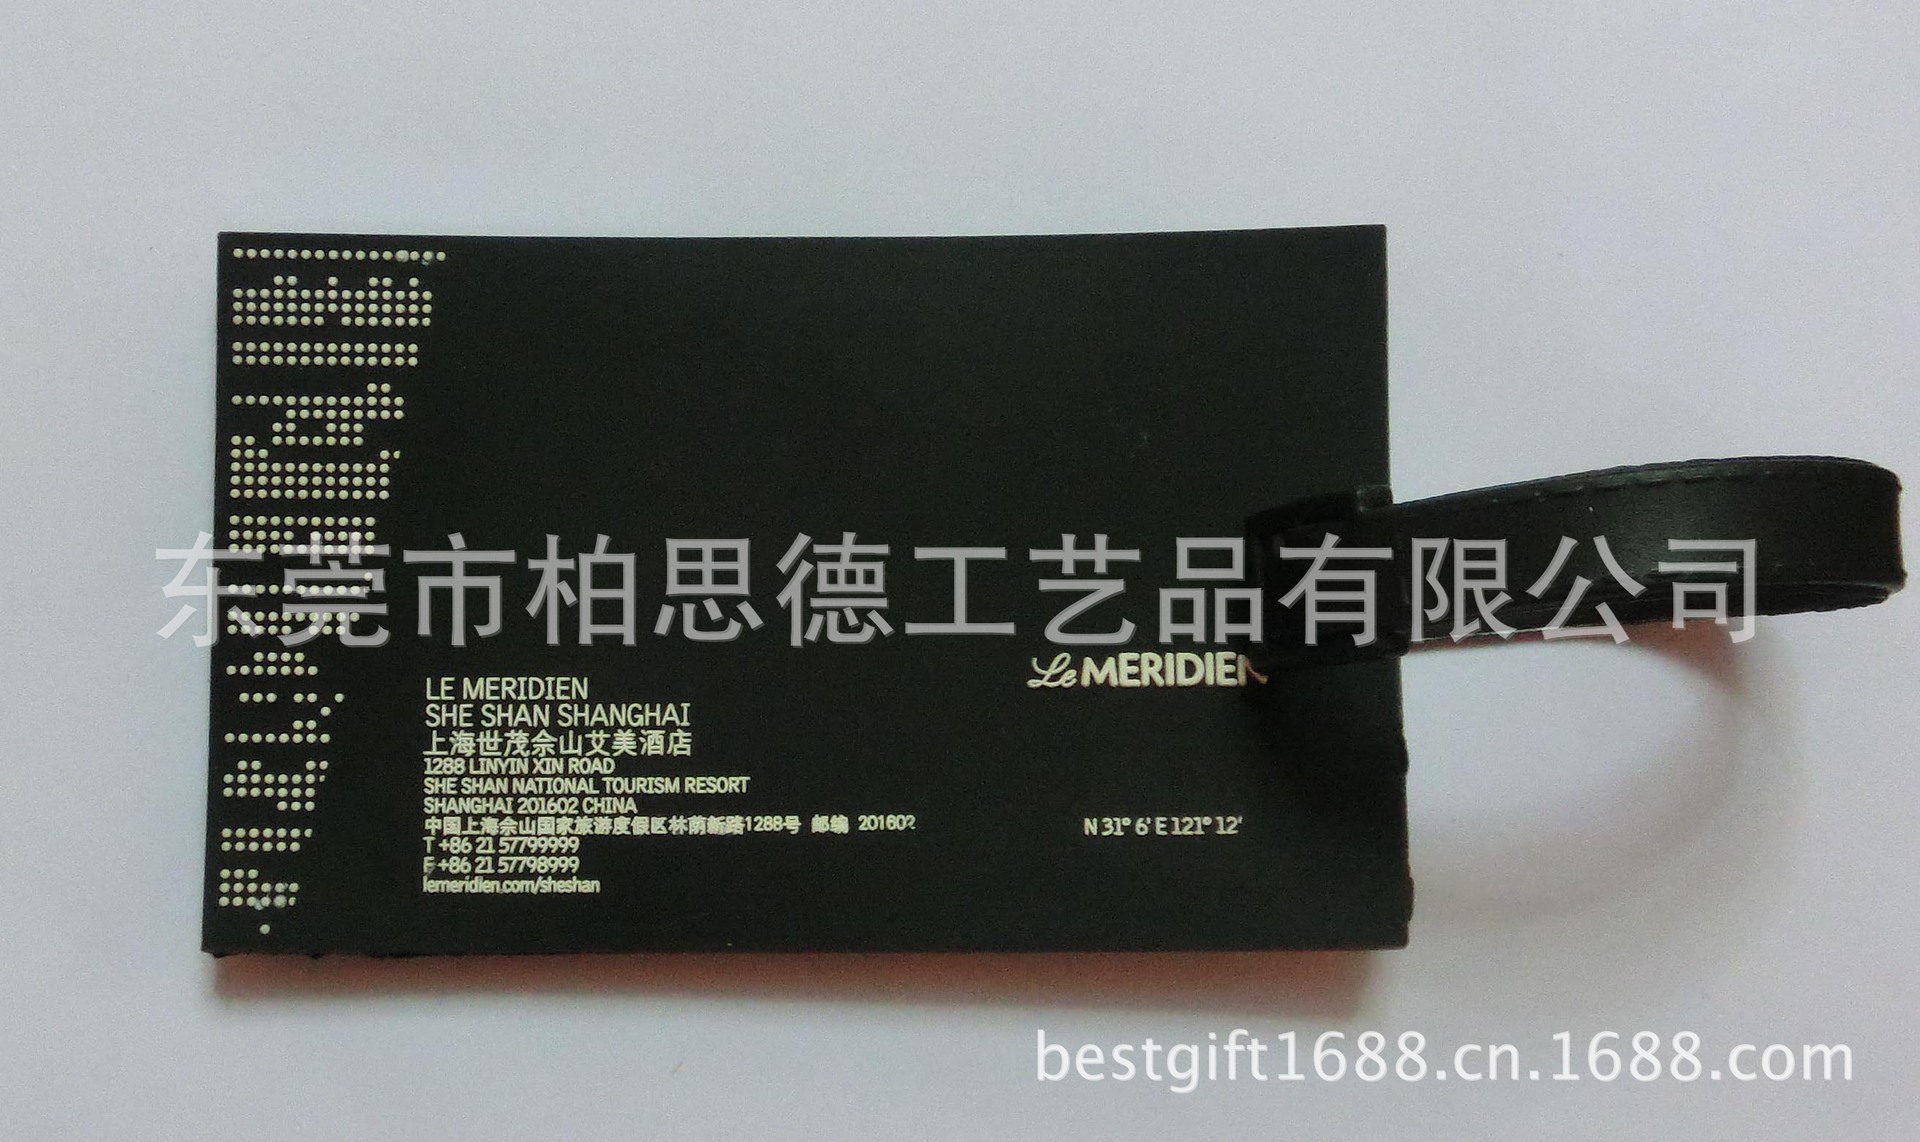 东莞市柏思德工艺品有限公司
Le MERIDIEN
LE MERIDIEN
SHE SHAN SHANGHAI
上海世茂佘山艾美酒店
1288 LINYIN XIN ROAD
SHE SHAN NATIONAL TOURISM RESORT
SHANGHAI 201602 CHINA
中国上海佘山国家旅游度假区林荫新路1288号 邮编 201602
T +86 21 57799999
F +86 21 57798999
lemeridien.com/sheshan
N 31° 6' E 121° 12'
bestgift1688.cn.1688.com